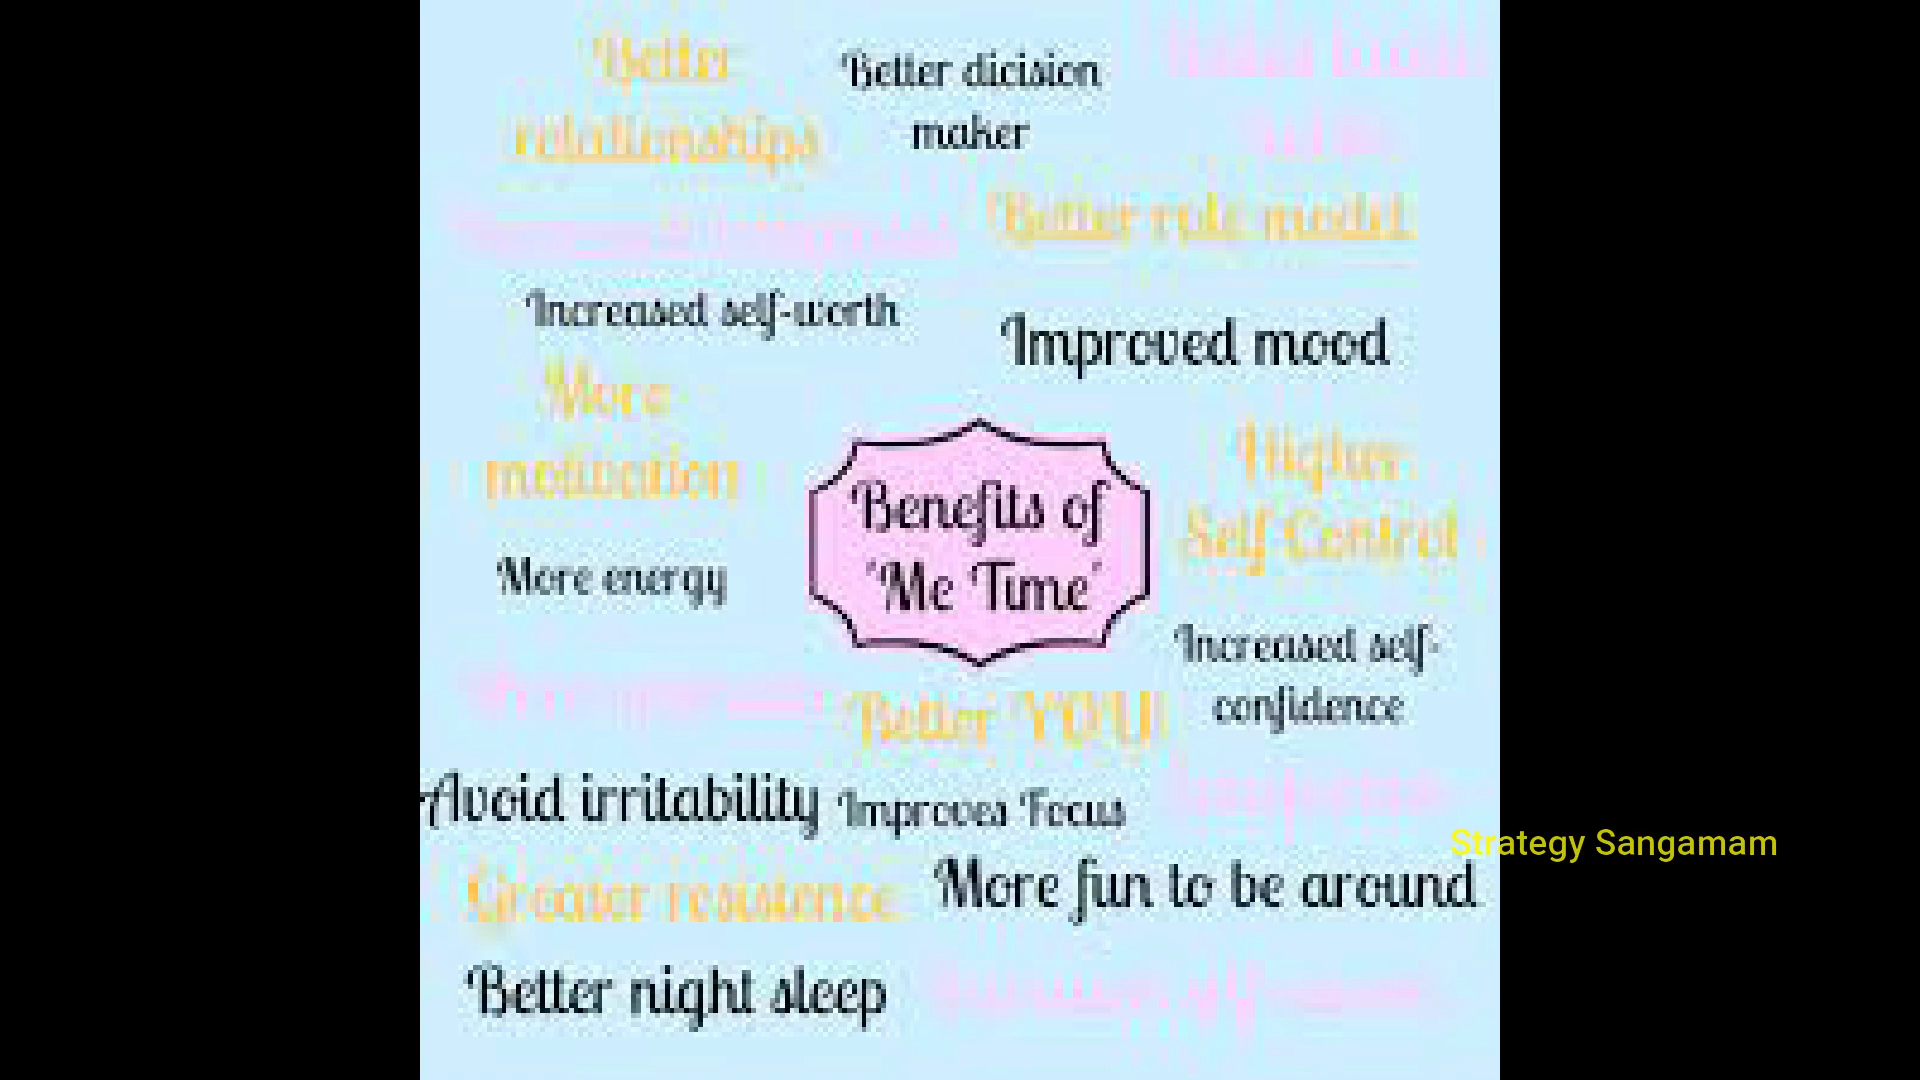 Better
relationships
Better dicision
maker
Better role model
Increased self-worth
Improved mood
More
motivation
Higher
Self-Control
Benefits of
'Me Time'
More energy
Increased self-
confidence
Better YOU!
Avoid irritability
Improves Focus
Strategy Sangamam
Greater resistence
More fun to be around
Better night sleep